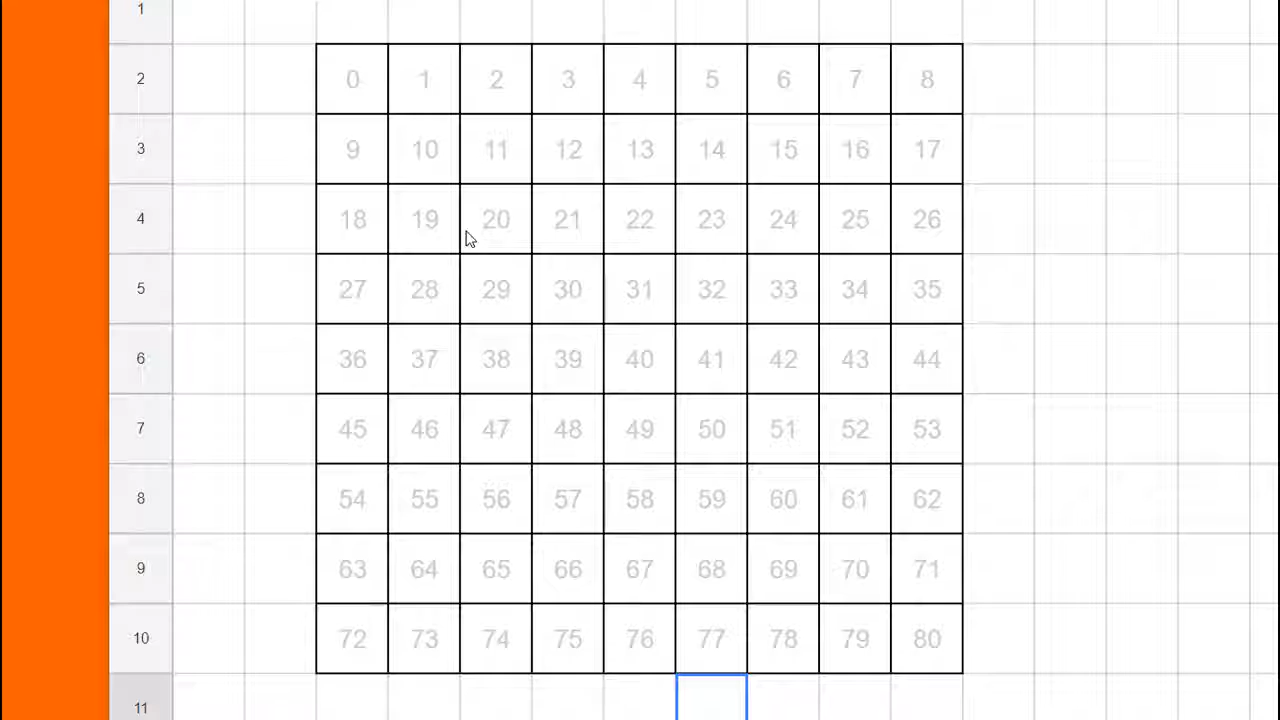 1
2 0 1 2 3 4 5 6 7 8
3 9 10 11 12 13 14 15 16 17
4 18 19 20 21 22 23 24 25 26
5 27 28 29 30 31 32 33 34 35
6 36 37 38 39 40 41 42 43 44
7 45 46 47 48 49 50 51 52 53
8 54 55 56 57 58 59 60 61 62
9 63 64 65 66 67 68 69 70 71
10 72 73 74 75 76 77 78 79 80
11